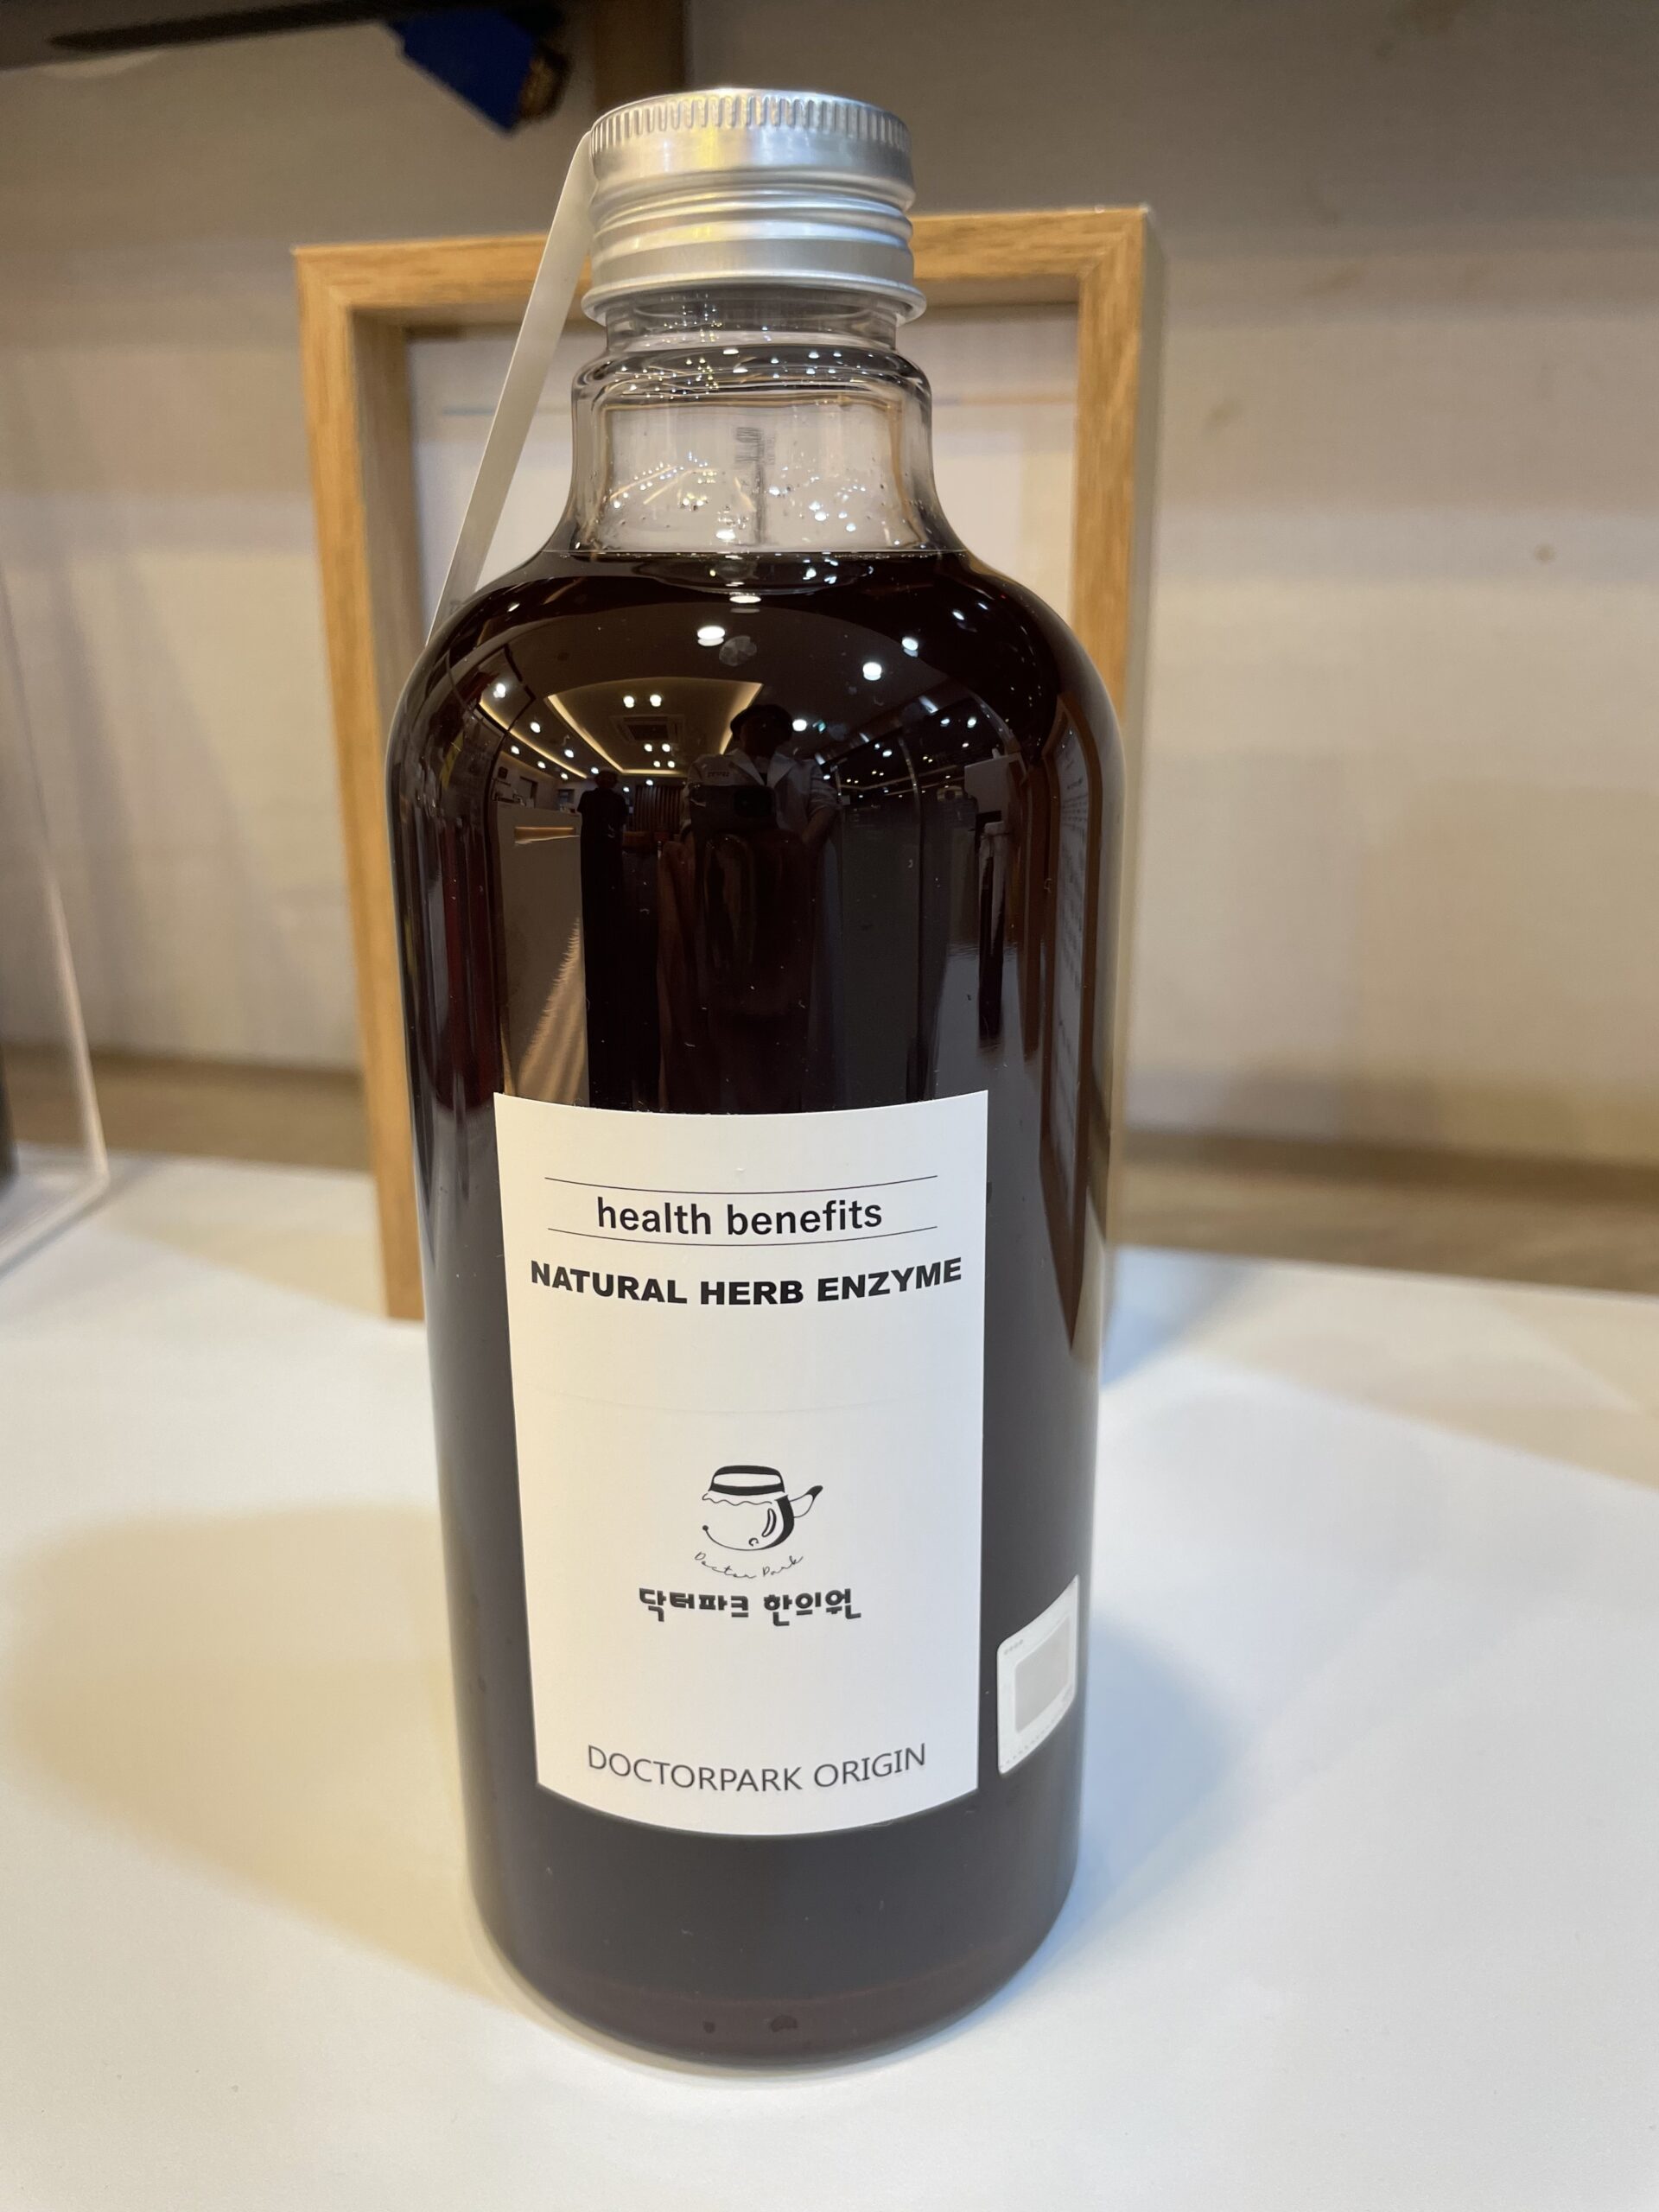 health benefits
NATURAL HERB ENZYME
Doctor Park
닥터파크 한의원
DOCTORPARK ORIGIN